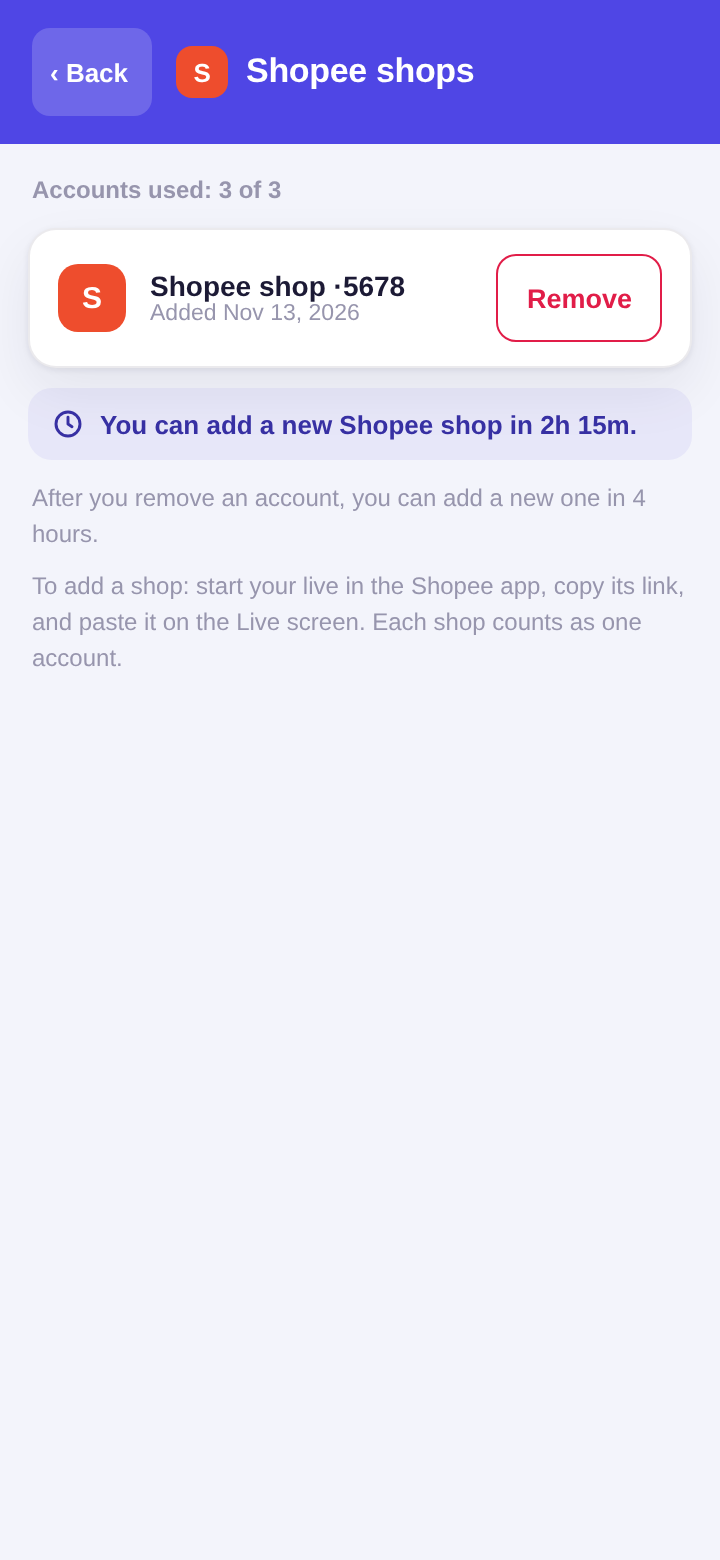 ‹ Back
S
Shopee shops
Accounts used: 3 of 3
S
Shopee shop ·5678
Added Nov 13, 2026
Remove
You can add a new Shopee shop in 2h 15m.
After you remove an account, you can add a new one in 4
hours.
To add a shop: start your live in the Shopee app, copy its link,
and paste it on the Live screen. Each shop counts as one
account.